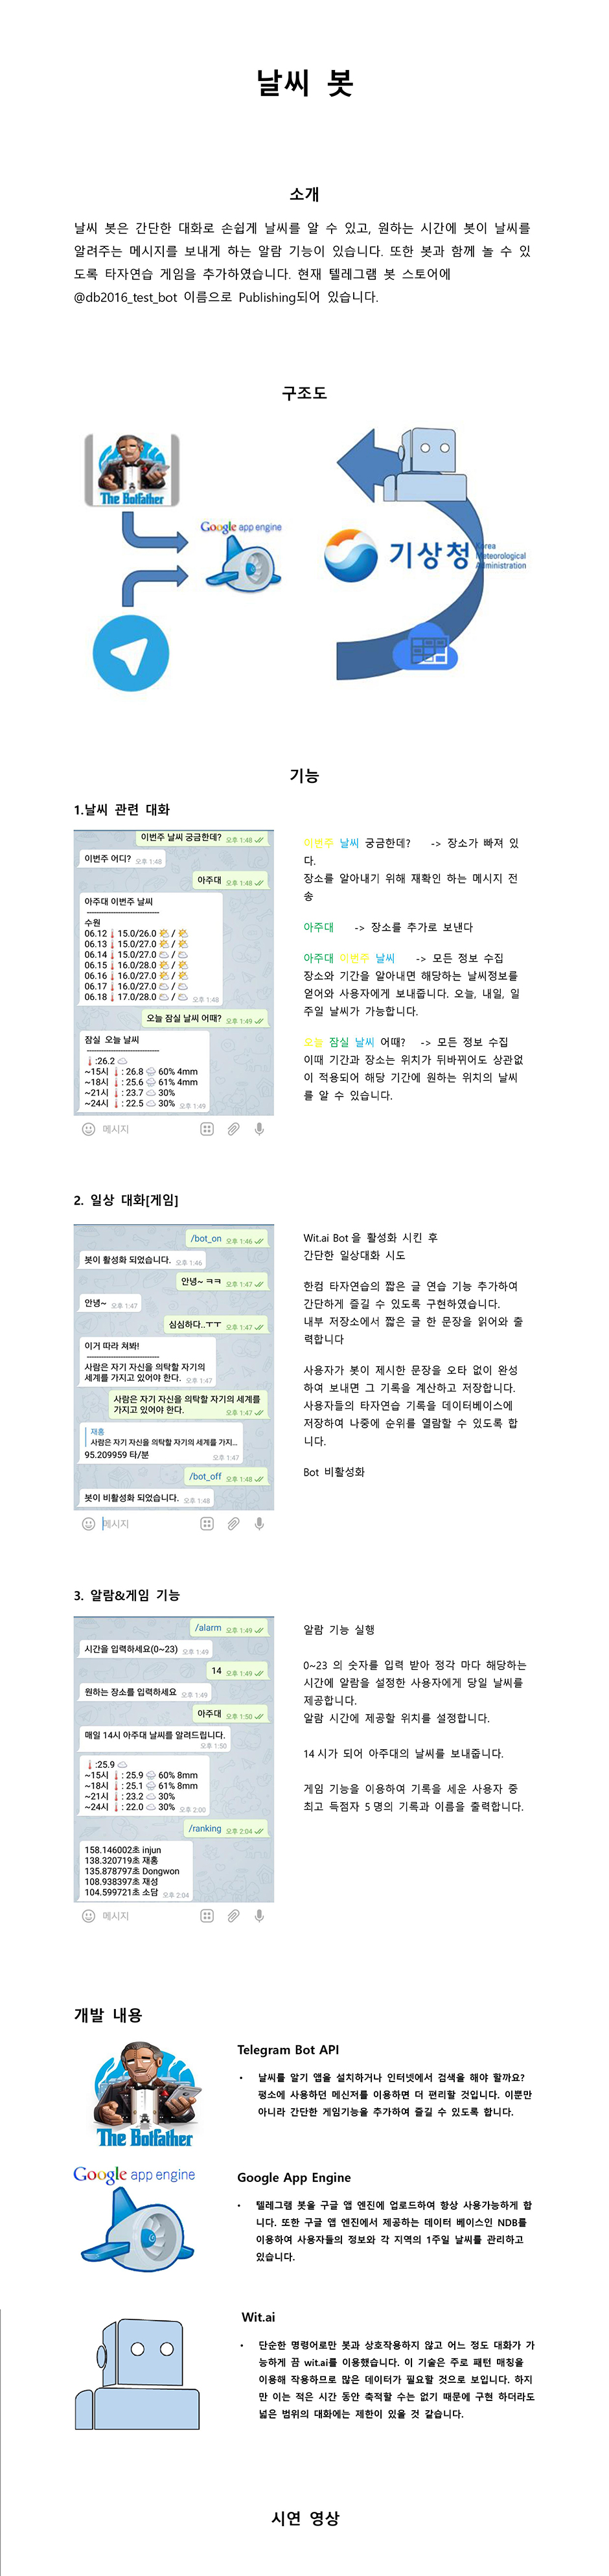 날씨 봇
소개
날씨 봇은 간단한 대화로 손쉽게 날씨를 알 수 있고, 원하는 시간에 봇이 날씨를
알려주는 메시지를 보내게 하는 알람 기능이 있습니다. 또한 봇과 함께 놀 수 있
도록 타자연습 게임을 추가하였습니다. 현재 텔레그램 봇 스토어에
@db2016_test_bot 이름으로 Publishing되어 있습니다.
구조도
The Botfather
Google app engine
기상청
Korea
Meteorological
Administration
기능
1.날씨 관련 대화
이번주 날씨 궁금한데? 오후 1:48
이번주 어디? 오후 1:48
아주대 오후 1:48
아주대 이번주 날씨
------------------------------
수원
06.12 15.0/26.0 /
06.13 15.0/27.0 /
06.14 15.0/27.0 /
06.15 16.0/28.0 /
06.16 16.0/27.0 /
06.17 16.0/27.0 /
06.18 17.0/28.0 / 오후 1:48
오늘 잠실 날씨 어때? 오후 1:49
잠실 오늘 날씨
------------------------------
:26.2
~15시 : 26.8 60% 4mm
~18시 : 25.6 61% 4mm
~21시 : 23.7 30%
~24시 : 22.5 30% 오후 1:49
메시지
이번주 날씨 궁금한데? -> 장소가 빠져 있
다.
장소를 알아내기 위해 재확인 하는 메시지 전
송
아주대 -> 장소를 추가로 보낸다
아주대 이번주 날씨 -> 모든 정보 수집
장소와 기간을 알아내면 해당하는 날씨정보를
얻어와 사용자에게 보내줍니다. 오늘, 내일, 일
주일 날씨가 가능합니다.
오늘 잠실 날씨 어때? -> 모든 정보 수집
이때 기간과 장소는 위치가 뒤바뀌어도 상관없
이 적용되어 해당 기간에 원하는 위치의 날씨
를 알 수 있습니다.
2. 일상 대화[게임]
/bot_on 오후 1:46
봇이 활성화 되었습니다. 오후 1:46
안녕~ ㅋㅋ 오후 1:47
안녕~ 오후 1:47
심심하다..ㅜㅜ 오후 1:47
이거 따라 쳐봐!
------------------------------
사람은 자기 자신을 의탁할 자기의
세계를 가지고 있어야 한다. 오후 1:47
사람은 자기 자신을 의탁할 자기의 세계를
가지고 있어야 한다. 오후 1:47
재홍
사람은 자기 자신을 의탁할 자기의 세계를 가지...
95.209959 타/분 오후 1:47
/bot_off 오후 1:48
봇이 비활성화 되었습니다. 오후 1:48
메시지
Wit.ai Bot 을 활성화 시킨 후
간단한 일상대화 시도
한컴 타자연습의 짧은 글 연습 기능 추가하여
간단하게 즐길 수 있도록 구현하였습니다.
내부 저장소에서 짧은 글 한 문장을 읽어와 출
력합니다
사용자가 봇이 제시한 문장을 오타 없이 완성
하여 보내면 그 기록을 계산하고 저장합니다.
사용자들의 타자연습 기록을 데이터베이스에
저장하여 나중에 순위를 열람할 수 있도록 합
니다.
Bot 비활성화
3. 알람&게임 기능
/alarm 오후 1:49
시간을 입력하세요(0~23) 오후 1:49
14 오후 1:49
원하는 장소를 입력하세요 오후 1:49
아주대 오후 1:50
매일 14시 아주대 날씨를 알려드립니다.
오후 1:50
:25.9
~15시 : 25.9 60% 8mm
~18시 : 25.1 61% 8mm
~21시 : 23.2 30%
~24시 : 22.0 30% 오후 2:00
/ranking 오후 2:04
158.146002초 injun
138.320719초 재홍
135.878797초 Dongwon
108.938397초 재성
104.599721초 소담 오후 2:04
메시지
알람 기능 실행
0~23 의 숫자를 입력 받아 정각 마다 해당하는
시간에 알람을 설정한 사용자에게 당일 날씨를
제공합니다.
알람 시간에 제공할 위치를 설정합니다.
14 시가 되어 아주대의 날씨를 보내줍니다.
게임 기능을 이용하여 기록을 세운 사용자 중
최고 득점자 5 명의 기록과 이름을 출력합니다.
개발 내용
The Botfather
Telegram Bot API
• 날씨를 알기 앱을 설치하거나 인터넷에서 검색을 해야 할까요?
평소에 사용하던 메신저를 이용하면 더 편리할 것입니다. 이뿐만
아니라 간단한 게임기능을 추가하여 즐길 수 있도록 합니다.
Google app engine
Google App Engine
• 텔레그램 봇을 구글 앱 엔진에 업로드하여 항상 사용가능하게 합
니다. 또한 구글 앱 엔진에서 제공하는 데이터 베이스인 NDB를
이용하여 사용자들의 정보와 각 지역의 1주일 날씨를 관리하고
있습니다.
Wit.ai
• 단순한 명령어로만 봇과 상호작용하지 않고 어느 정도 대화가 가
능하게 끔 wit.ai를 이용했습니다. 이 기술은 주로 패턴 매칭을
이용해 작용하므로 많은 데이터가 필요할 것으로 보입니다. 하지
만 이는 적은 시간 동안 축적할 수는 없기 때문에 구현 하더라도
넓은 범위의 대화에는 제한이 있을 것 같습니다.
시연 영상